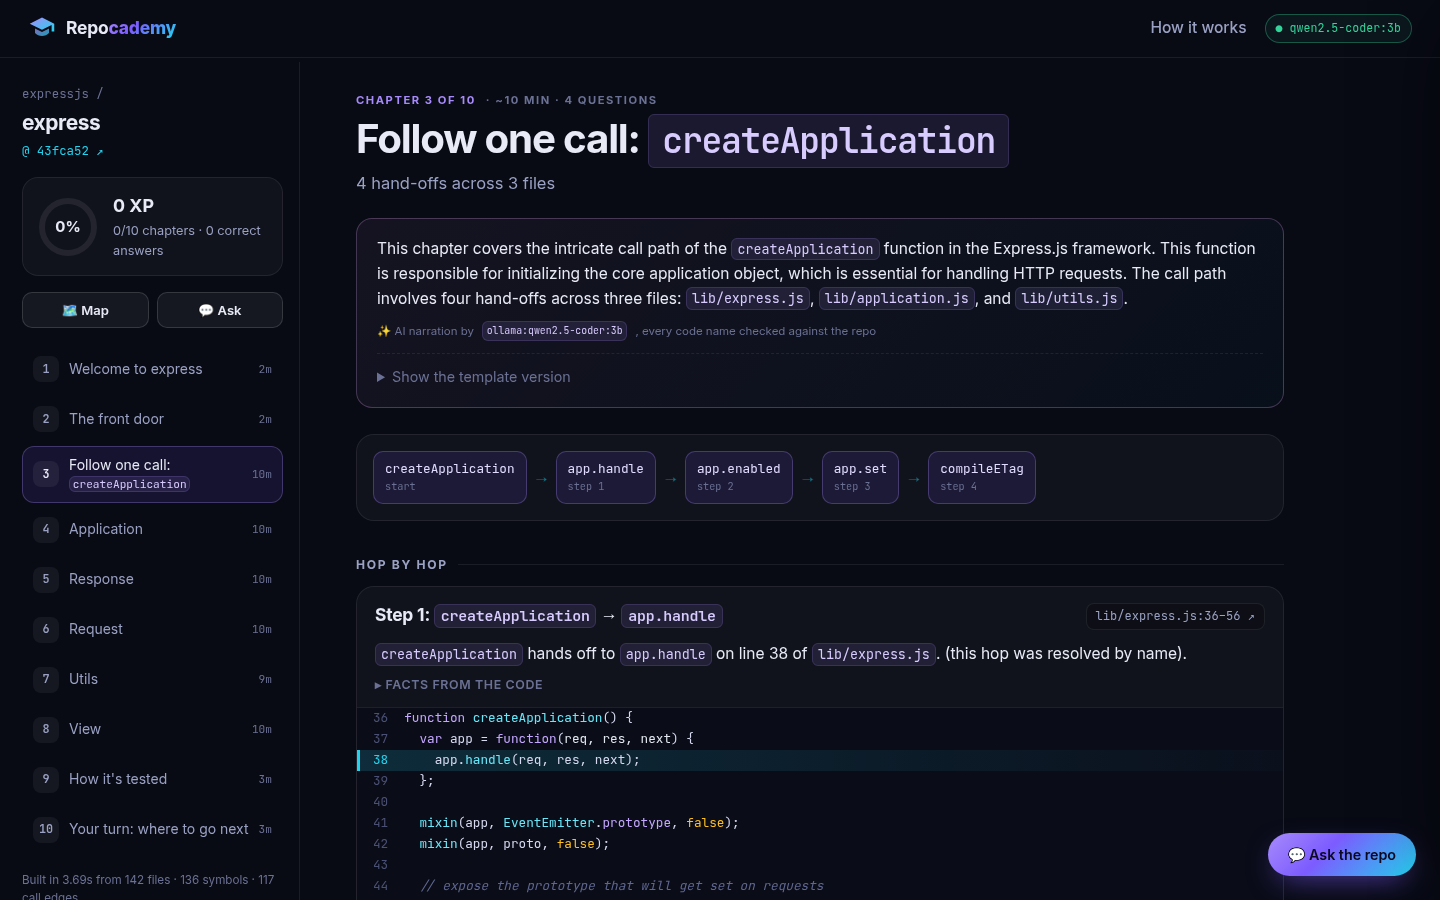 Repocademy
How it works
● qwen2.5-coder:3b
expressjs /
express
@ 43fca52 ↗
0%
0 XP
0/10 chapters · 0 correct
answers
🗺️ Map
💬 Ask
1 Welcome to express 2m
2 The front door 2m
3 Follow one call: createApplication 10m
4 Application 10m
5 Response 10m
6 Request 10m
7 Utils 9m
8 View 10m
9 How it's tested 3m
10 Your turn: where to go next 3m
Built in 3.69s from 142 files · 136 symbols · 117
call edges
CHAPTER 3 OF 10 · ~10 MIN · 4 QUESTIONS
Follow one call: createApplication
4 hand-offs across 3 files
This chapter covers the intricate call path of the createApplication function in the Express.js framework. This function
is responsible for initializing the core application object, which is essential for handling HTTP requests. The call path
involves four hand-offs across three files: lib/express.js, lib/application.js, and lib/utils.js.
✨ AI narration by ollama:qwen2.5-coder:3b , every code name checked against the repo
▶ Show the template version
createApplication
start
→
app.handle
step 1
→
app.enabled
step 2
→
app.set
step 3
→
compileETag
step 4
HOP BY HOP
Step 1: createApplication → app.handle
lib/express.js:36–56 ↗
createApplication hands off to app.handle on line 38 of lib/express.js. (this hop was resolved by name).
▸ FACTS FROM THE CODE
36 function createApplication() {
37 var app = function(req, res, next) {
38 app.handle(req, res, next);
39 };
40
41 mixin(app, EventEmitter.prototype, false);
42 mixin(app, proto, false);
43
44 // expose the prototype that will get set on requests
💬 Ask the repo